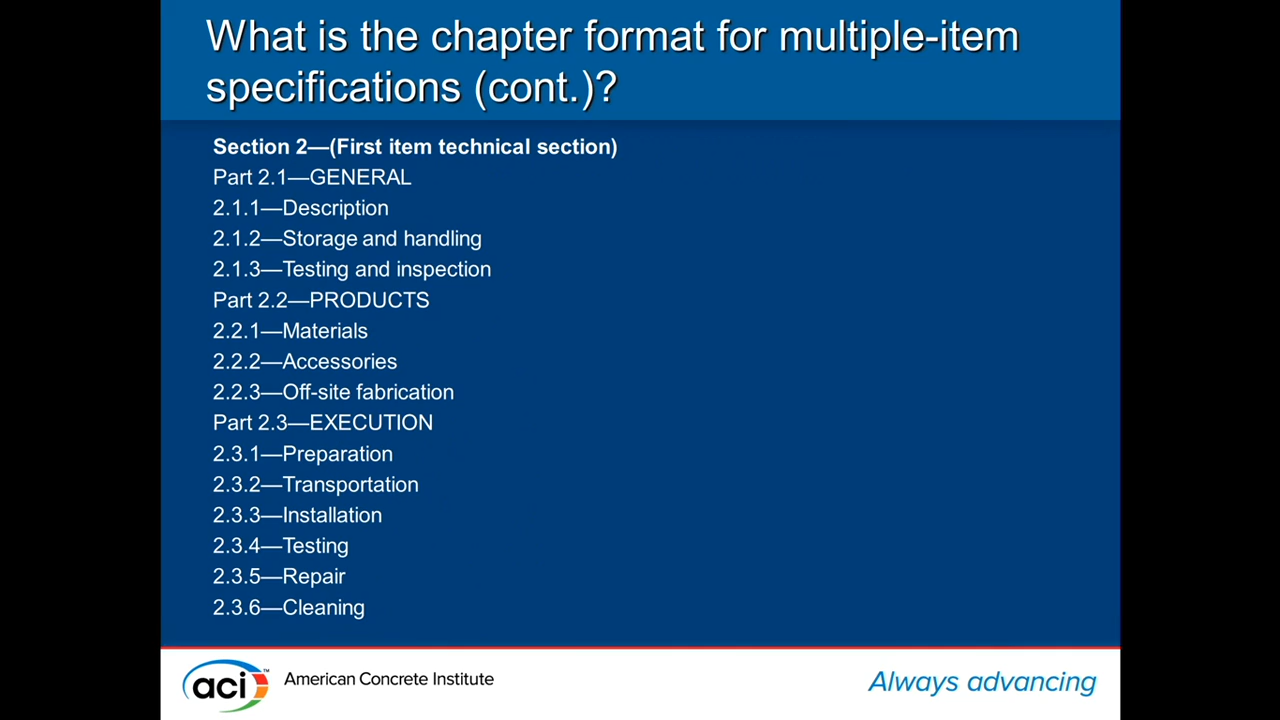 What is the chapter format for multiple-item
specifications (cont.)?
Section 2—(First item technical section)
Part 2.1—GENERAL
2.1.1—Description
2.1.2—Storage and handling
2.1.3—Testing and inspection
Part 2.2—PRODUCTS
2.2.1—Materials
2.2.2—Accessories
2.2.3—Off-site fabrication
Part 2.3—EXECUTION
2.3.1—Preparation
2.3.2—Transportation
2.3.3—Installation
2.3.4—Testing
2.3.5—Repair
2.3.6—Cleaning
aci™ American Concrete Institute
Always advancing